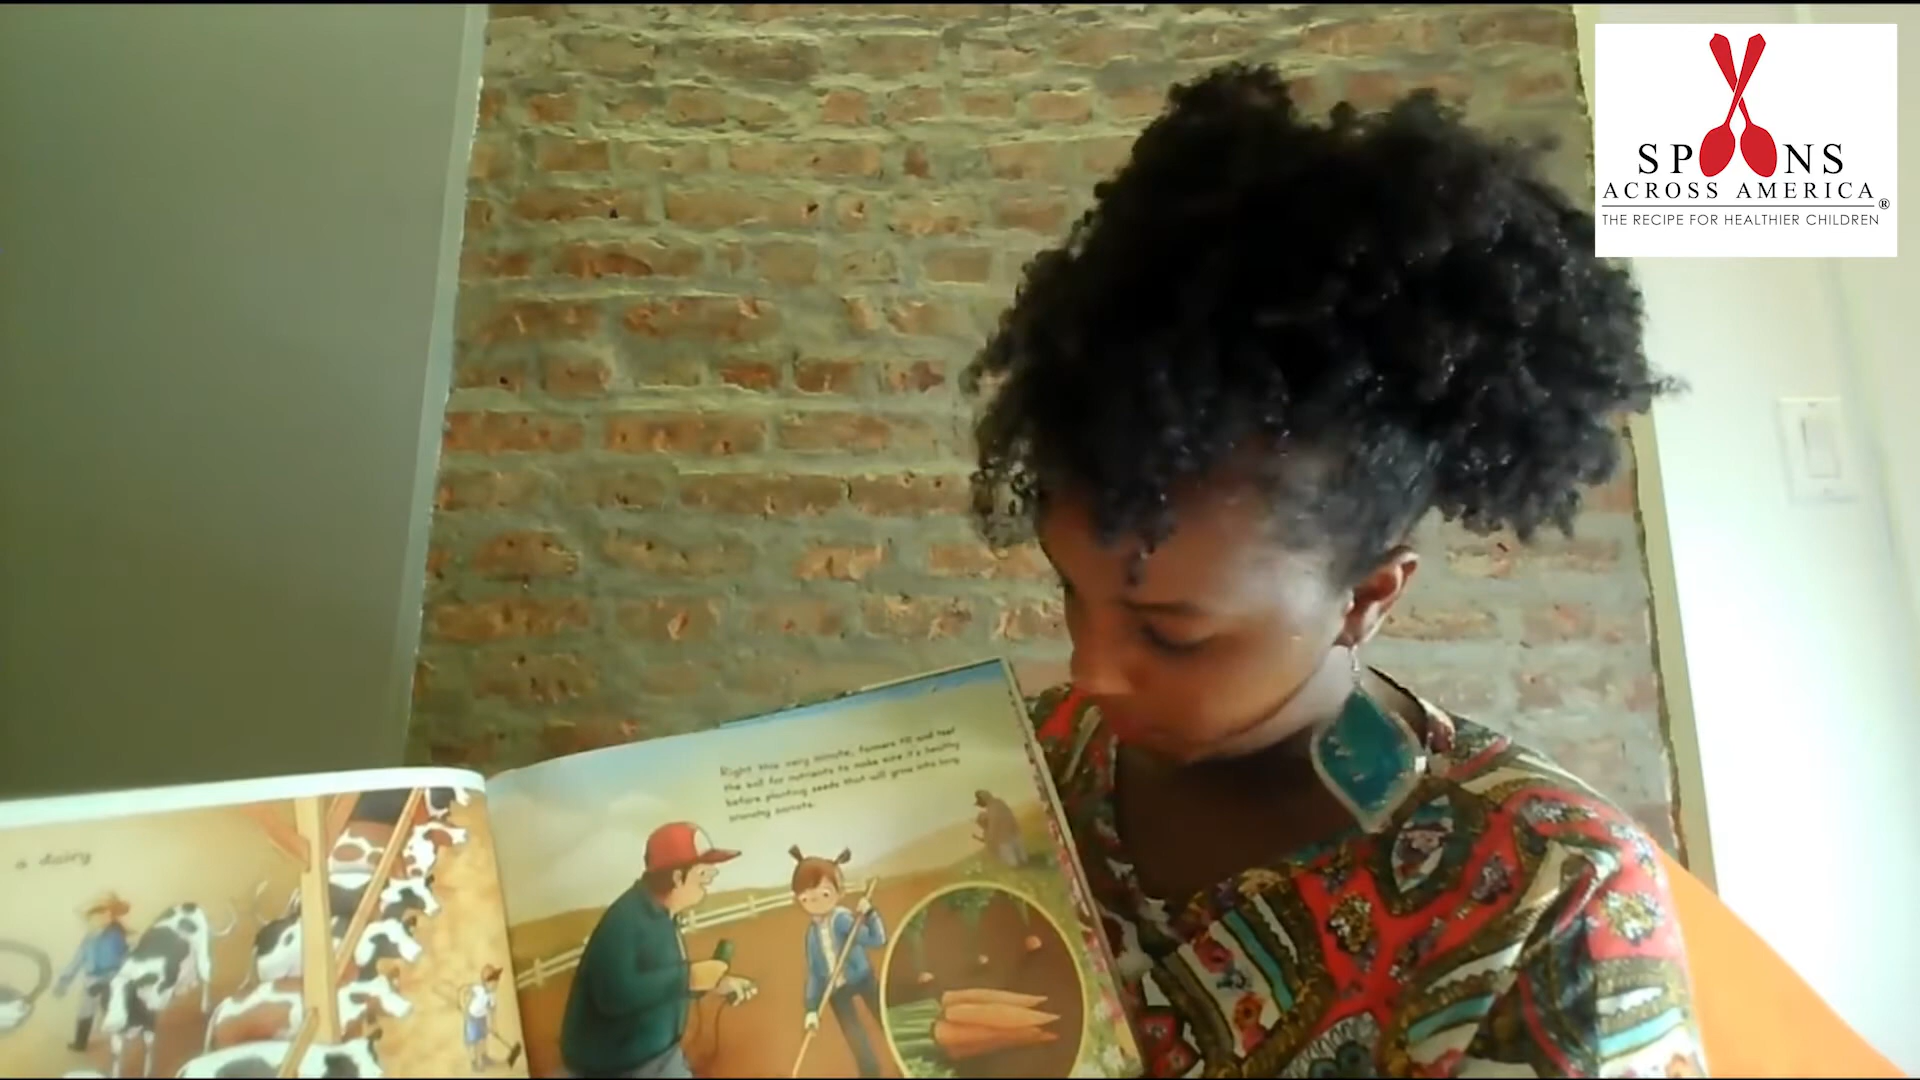 SPOONS
ACROSS AMERICA®
THE RECIPE FOR HEALTHIER CHILDREN
a dairy
Right this very minute, farmers till and test
the soil for nutrients to make sure it's healthy
before planting seeds that will grow into long
crunchy carrots.